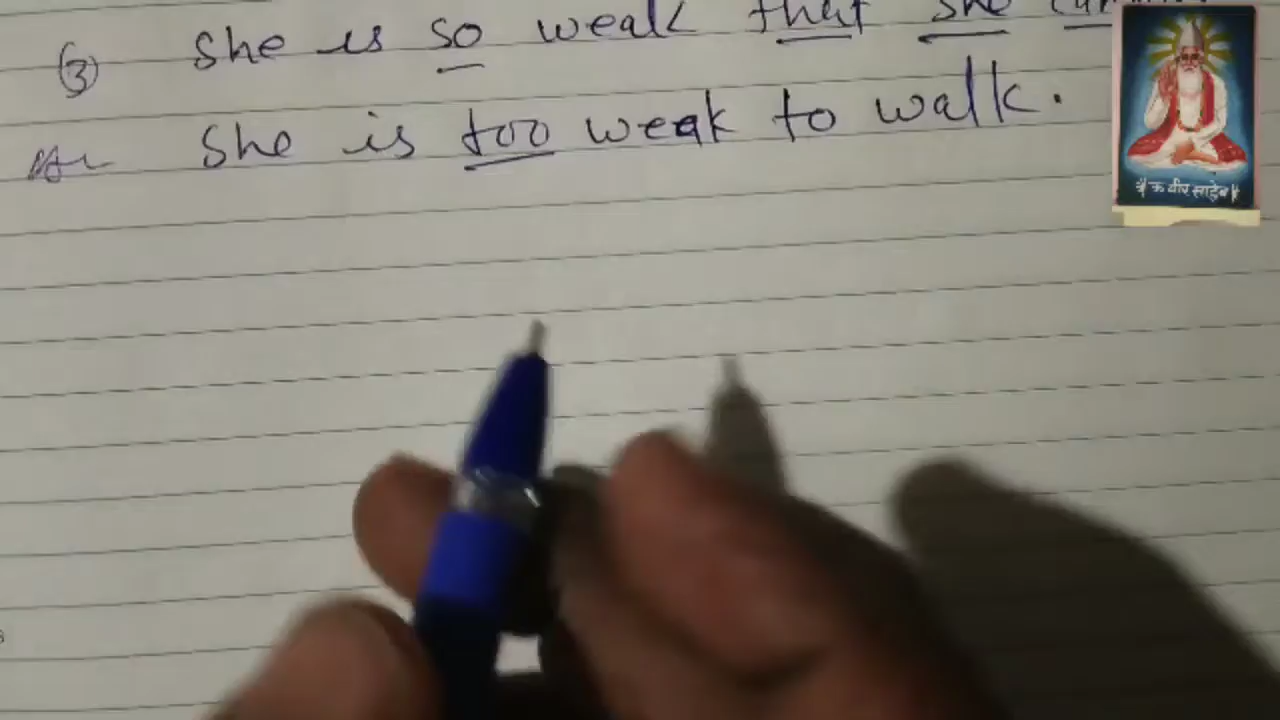 ③ She is so weak that she
She is too weak to walk.